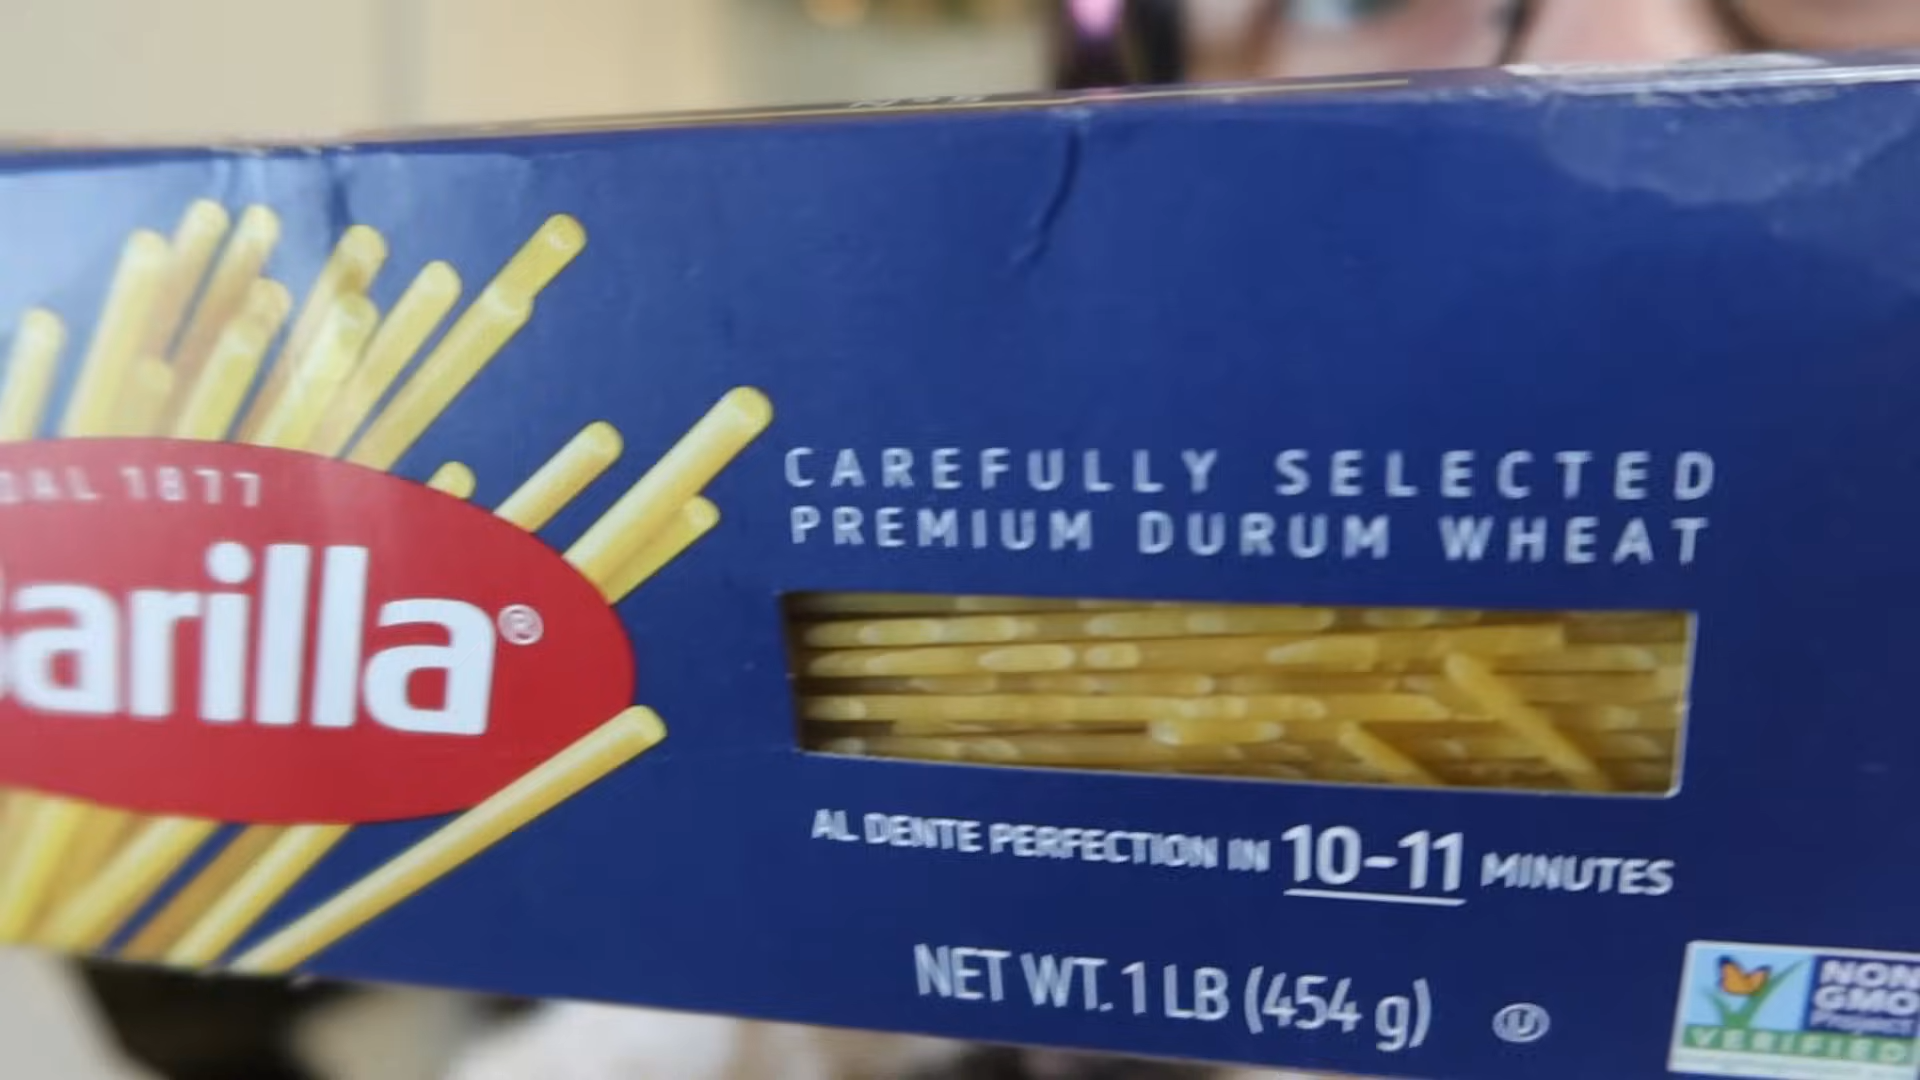 DAL 1877
Barilla®
CAREFULLY SELECTED
PREMIUM DURUM WHEAT
AL DENTE PERFECTION IN 10-11 MINUTES
NET WT. 1 LB (454 g)
U
NON
GMO
Project
VERIFIED